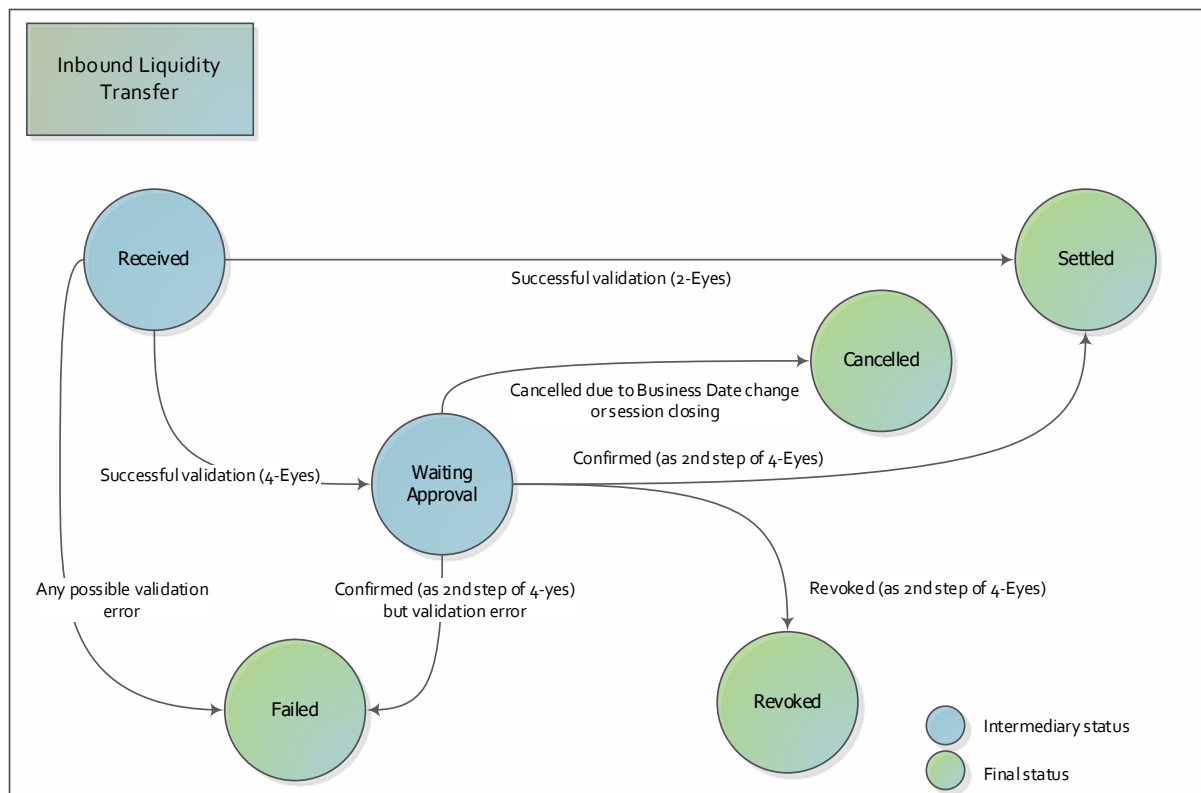 Inbound Liquidity
Transfer
Received
Settled
Successful validation (2-Eyes)
Cancelled
Cancelled due to Business Date change
or session closing
Confirmed (as 2nd step of 4-Eyes)
Successful validation (4-Eyes)
Waiting
Approval
Any possible validation
error
Confirmed (as 2nd step of 4-yes)
but validation error
Revoked (as 2nd step of 4-Eyes)
Failed
Revoked
Intermediary status
Final status